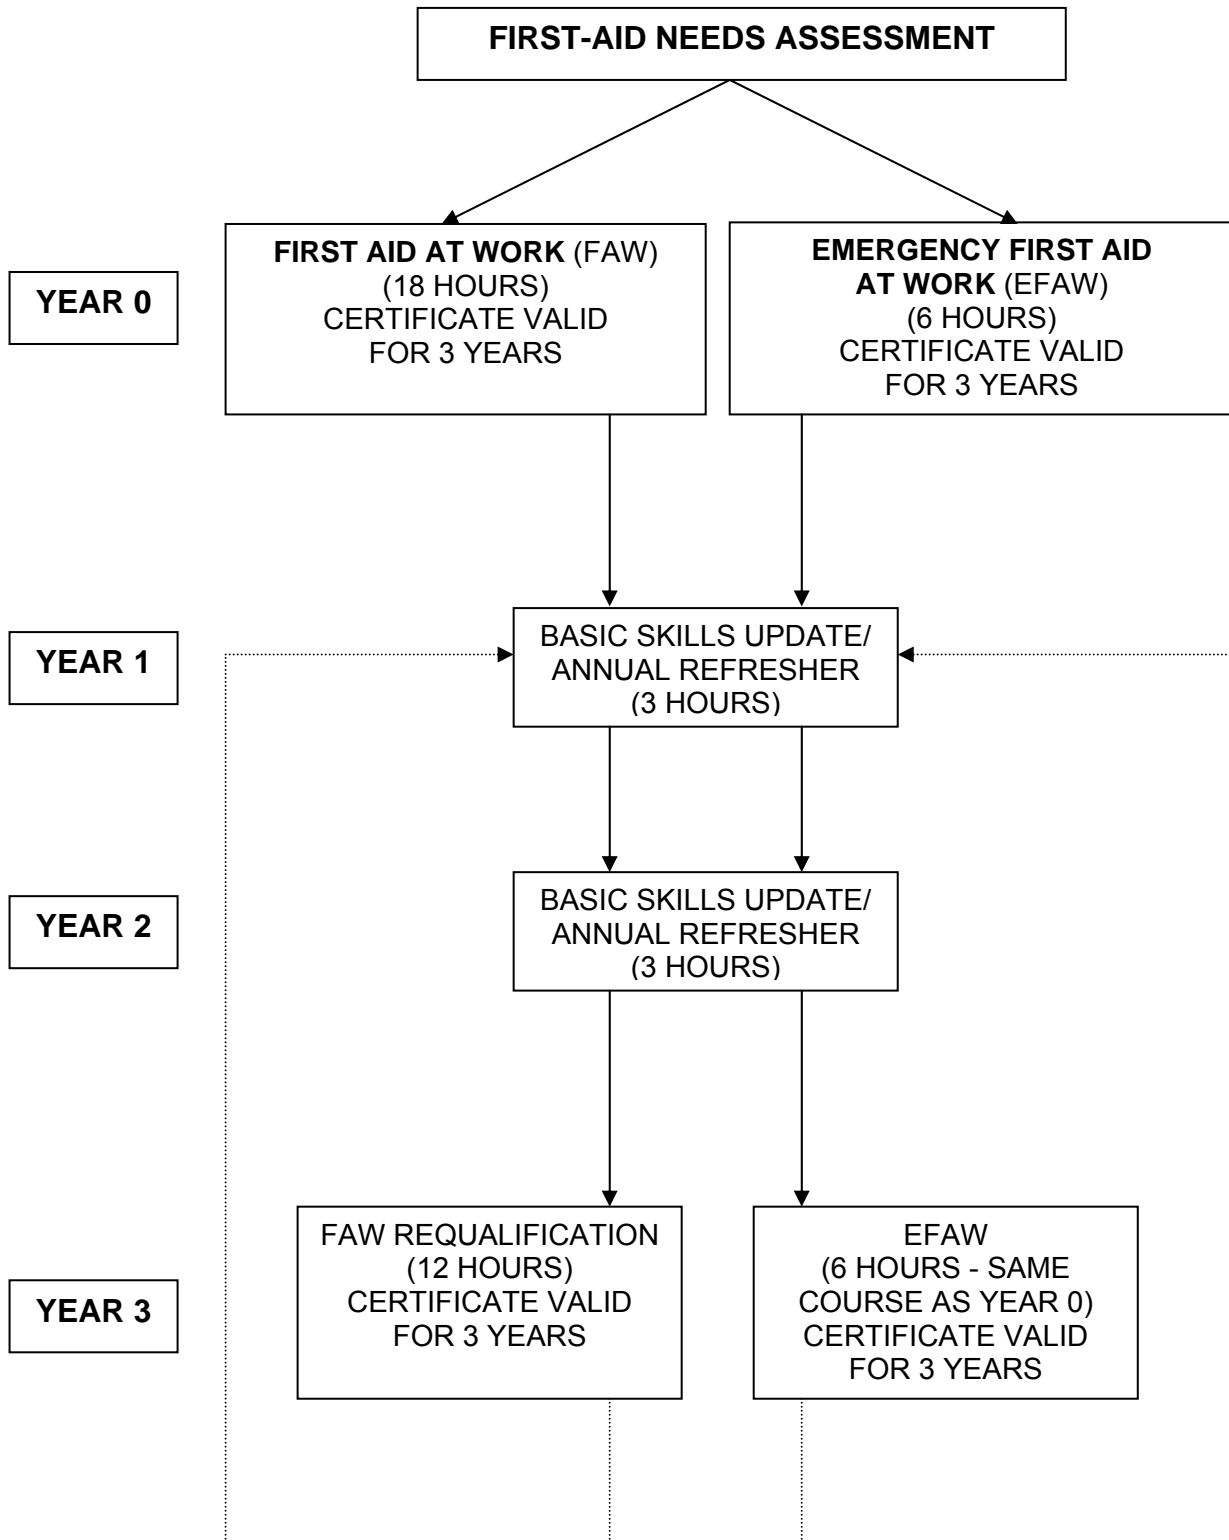 FIRST-AID NEEDS ASSESSMENT
YEAR 0
FIRST AID AT WORK (FAW)
(18 HOURS)
CERTIFICATE VALID
FOR 3 YEARS
EMERGENCY FIRST AID
AT WORK (EFAW)
(6 HOURS)
CERTIFICATE VALID
FOR 3 YEARS
YEAR 1
BASIC SKILLS UPDATE/
ANNUAL REFRESHER
(3 HOURS)
YEAR 2
BASIC SKILLS UPDATE/
ANNUAL REFRESHER
(3 HOURS)
YEAR 3
FAW REQUALIFICATION
(12 HOURS)
CERTIFICATE VALID
FOR 3 YEARS
EFAW
(6 HOURS - SAME
COURSE AS YEAR 0)
CERTIFICATE VALID
FOR 3 YEARS